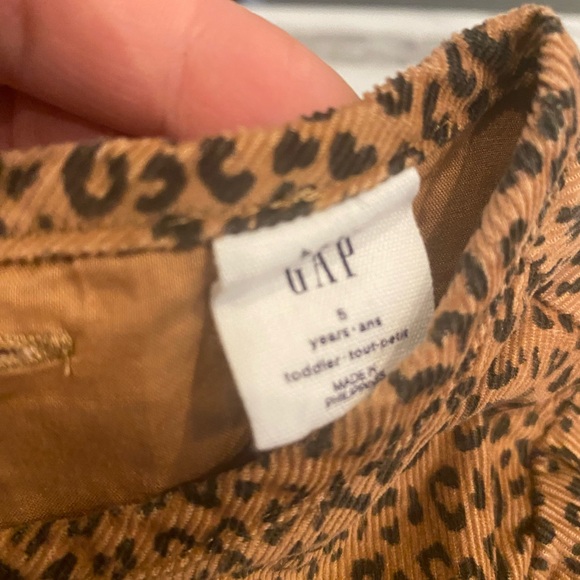 GAP
5
years·ans
toddler·tout-petit
MADE IN
PHILIPPINES